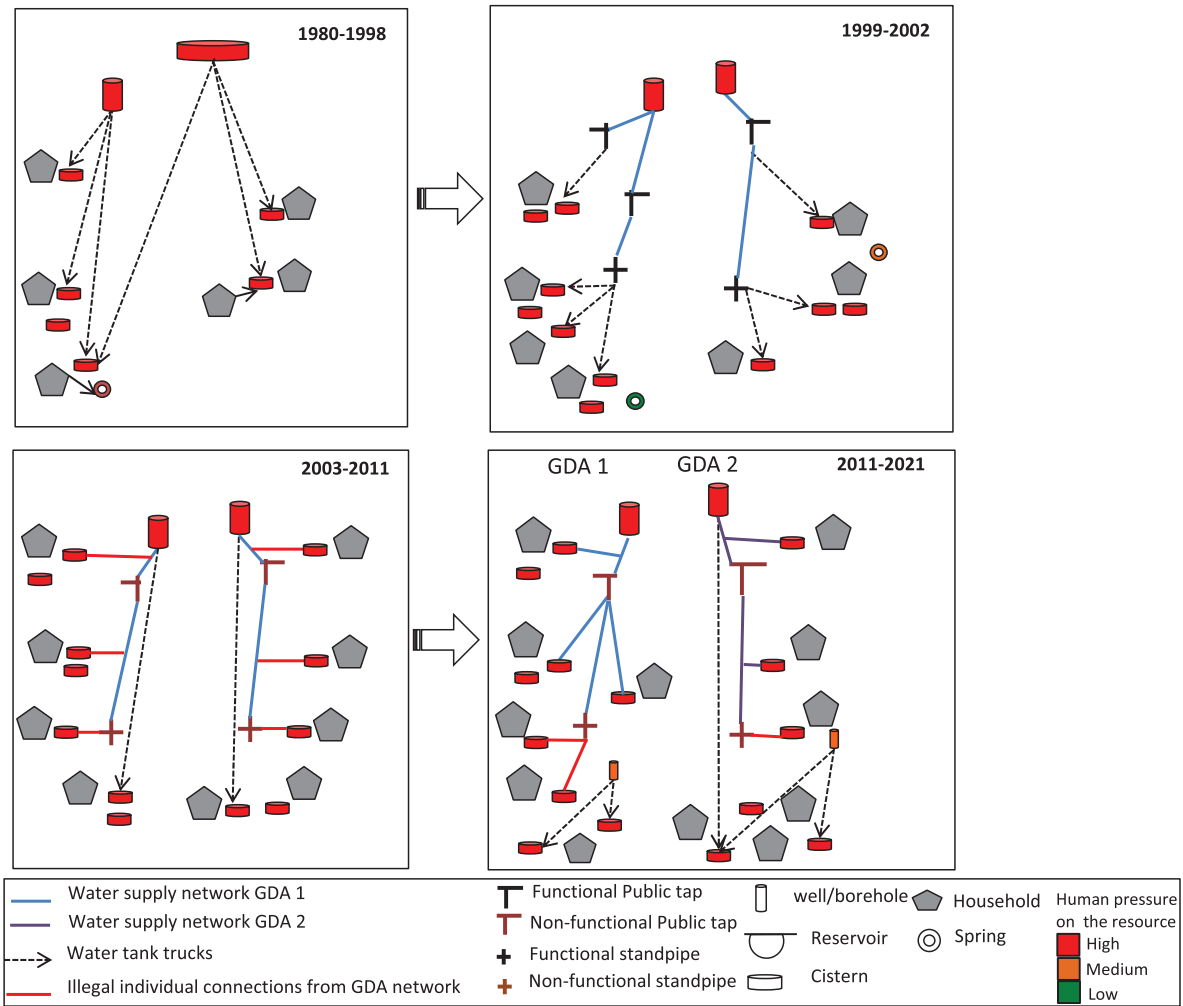 1980-1998
1999-2002
2003-2011
GDA 1
GDA 2
2011-2021
Water supply network GDA 1
Water supply network GDA 2
Water tank trucks
Illegal individual connections from GDA network
Functional Public tap
Non-functional Public tap
Functional standpipe
Non-functional standpipe
well/borehole
Reservoir
Cistern
Household
Spring
Human pressure
on the resource
High
Medium
Low